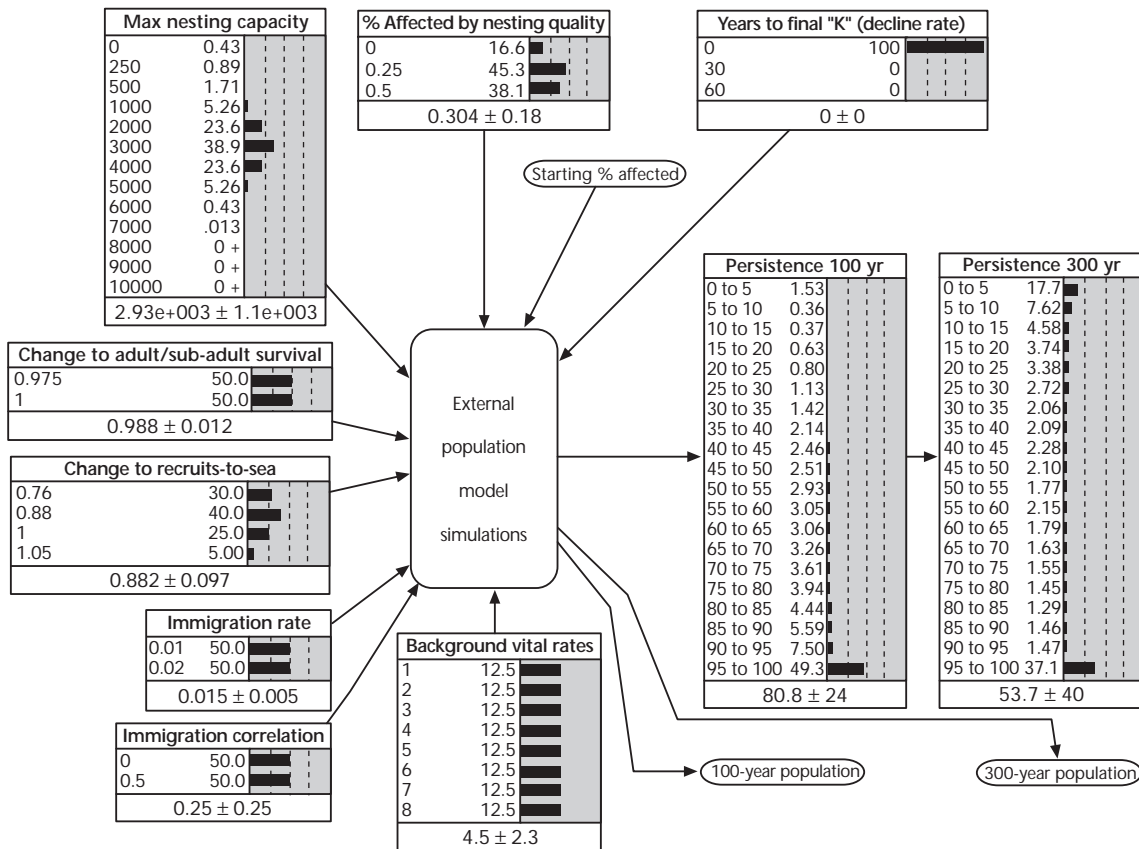 Max nesting capacity
0 0.43
250 0.89
500 1.71
1000 5.26
2000 23.6
3000 38.9
4000 23.6
5000 5.26
6000 0.43
7000 .013
8000 0 +
9000 0 +
10000 0 +
2.93e+003 ± 1.1e+003
% Affected by nesting quality
0 16.6
0.25 45.3
0.5 38.1
0.304 ± 0.18
Years to final "K" (decline rate)
0 100
30 0
60 0
0 ± 0
Starting % affected
Change to adult/sub-adult survival
0.975 50.0
1 50.0
0.988 ± 0.012
Change to recruits-to-sea
0.76 30.0
0.88 40.0
1 25.0
1.05 5.00
0.882 ± 0.097
Immigration rate
0.01 50.0
0.02 50.0
0.015 ± 0.005
Immigration correlation
0 50.0
0.5 50.0
0.25 ± 0.25
External
population
model
simulations
Background vital rates
1 12.5
2 12.5
3 12.5
4 12.5
5 12.5
6 12.5
7 12.5
8 12.5
4.5 ± 2.3
Persistence 100 yr
0 to 5 1.53
5 to 10 0.36
10 to 15 0.37
15 to 20 0.63
20 to 25 0.80
25 to 30 1.13
30 to 35 1.42
35 to 40 2.14
40 to 45 2.46
45 to 50 2.51
50 to 55 2.93
55 to 60 3.05
60 to 65 3.06
65 to 70 3.26
70 to 75 3.61
75 to 80 3.94
80 to 85 4.44
85 to 90 5.59
90 to 95 7.50
95 to 100 49.3
80.8 ± 24
Persistence 300 yr
0 to 5 17.7
5 to 10 7.62
10 to 15 4.58
15 to 20 3.74
20 to 25 3.38
25 to 30 2.72
30 to 35 2.06
35 to 40 2.09
40 to 45 2.28
45 to 50 2.10
50 to 55 1.77
55 to 60 2.15
60 to 65 1.79
65 to 70 1.63
70 to 75 1.55
75 to 80 1.45
80 to 85 1.29
85 to 90 1.46
90 to 95 1.47
95 to 100 37.1
53.7 ± 40
100-year population
300-year population